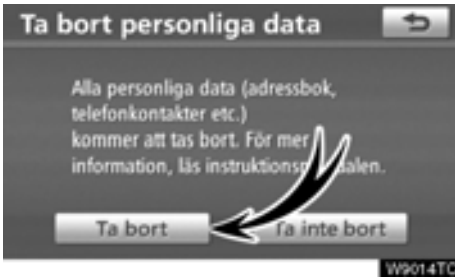 Ta bort personliga data
Alla personliga data (adressbok,
telefonkontakter etc.)
kommer att tas bort. För mer
information, läs
Ta bort
Ta inte bort
W9014TC